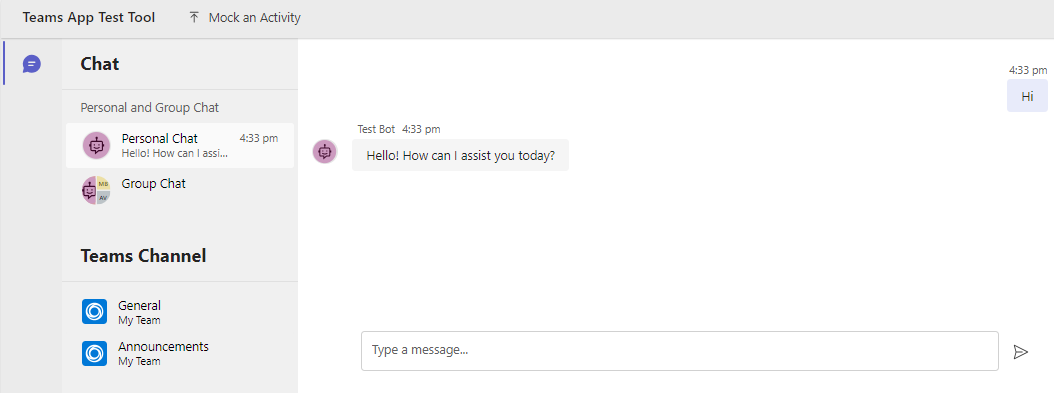 Teams App Test Tool
Mock an Activity
Chat
Personal and Group Chat
Personal Chat 4:33 pm
Hello! How can I assi...
MB
AV
Group Chat
Teams Channel
General
My Team
Announcements
My Team
4:33 pm
Hi
Test Bot 4:33 pm
Hello! How can I assist you today?
Type a message...